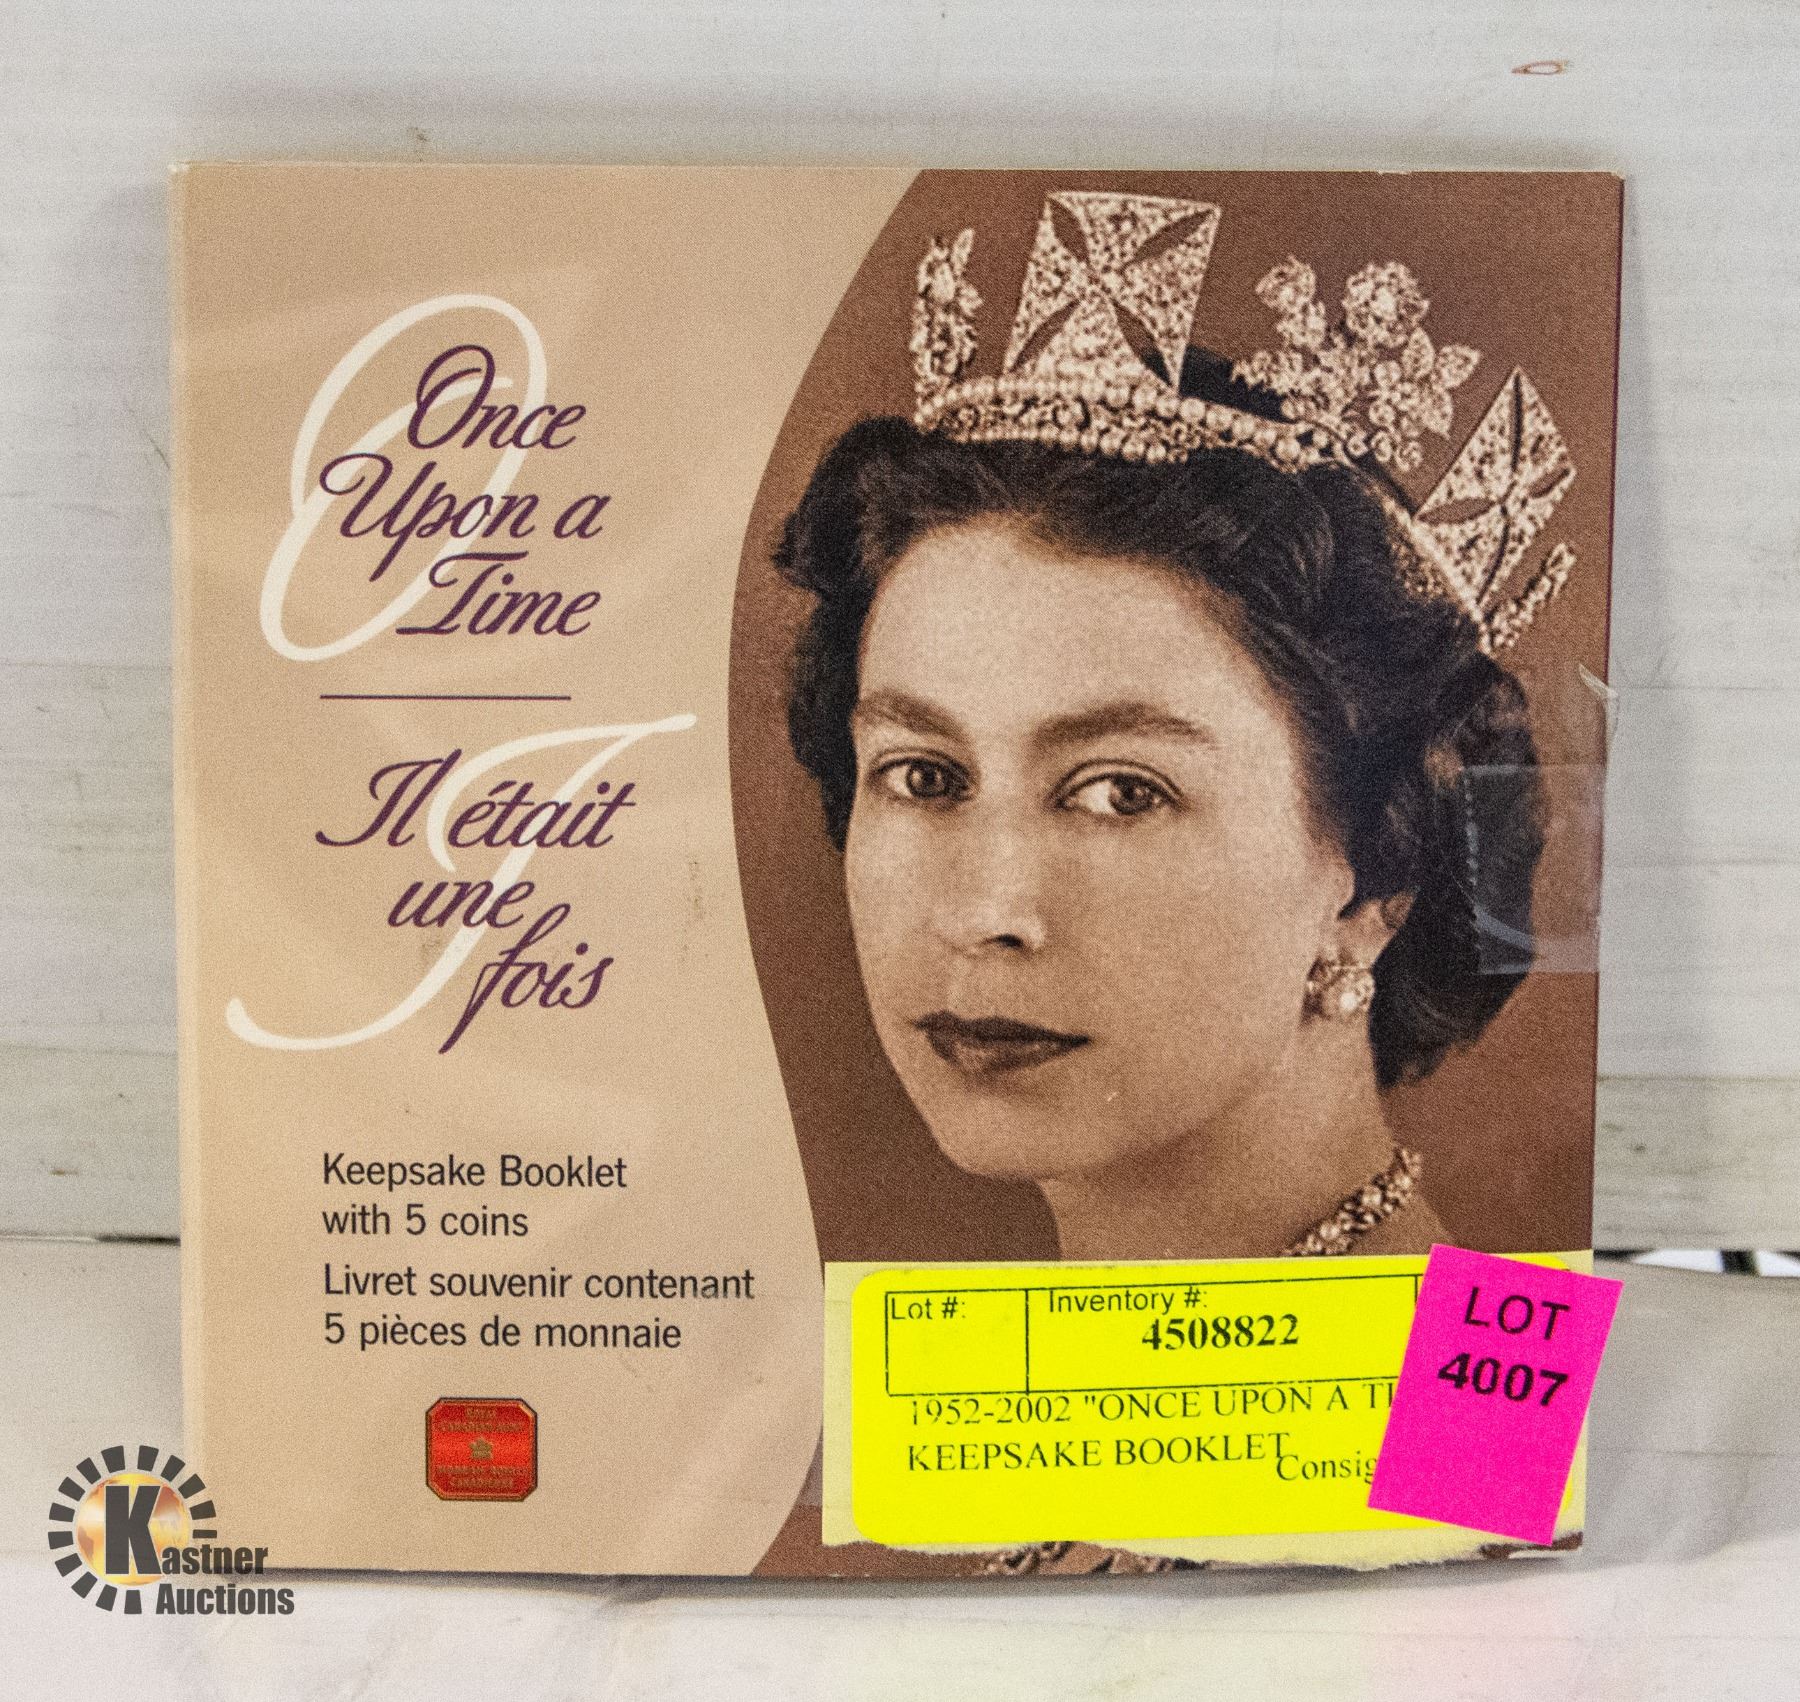 Once
Upon a
Time
Il était
une
fois
Keepsake Booklet
with 5 coins
Livret souvenir contenant
5 pièces de monnaie
Lot #:
Inventory #:
4508822
1952-2002 "ONCE UPON A TI
KEEPSAKE BOOKLET
Consig
LOT
4007
Kastner
Auctions